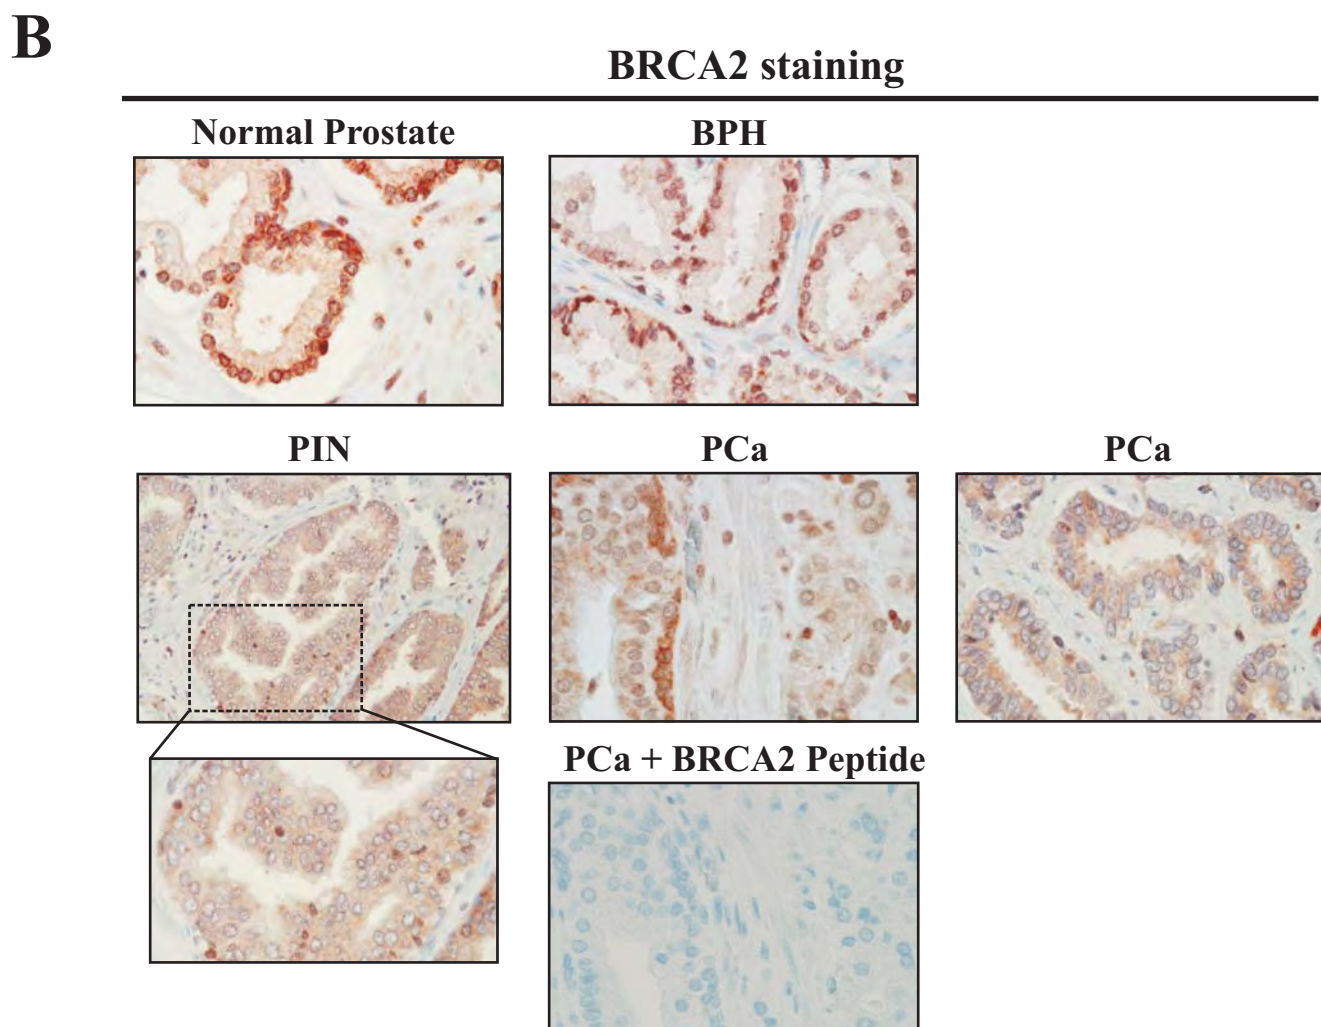 B
BRCA2 staining
Normal Prostate
BPH
PIN
PCa
PCa
PCa + BRCA2 Peptide